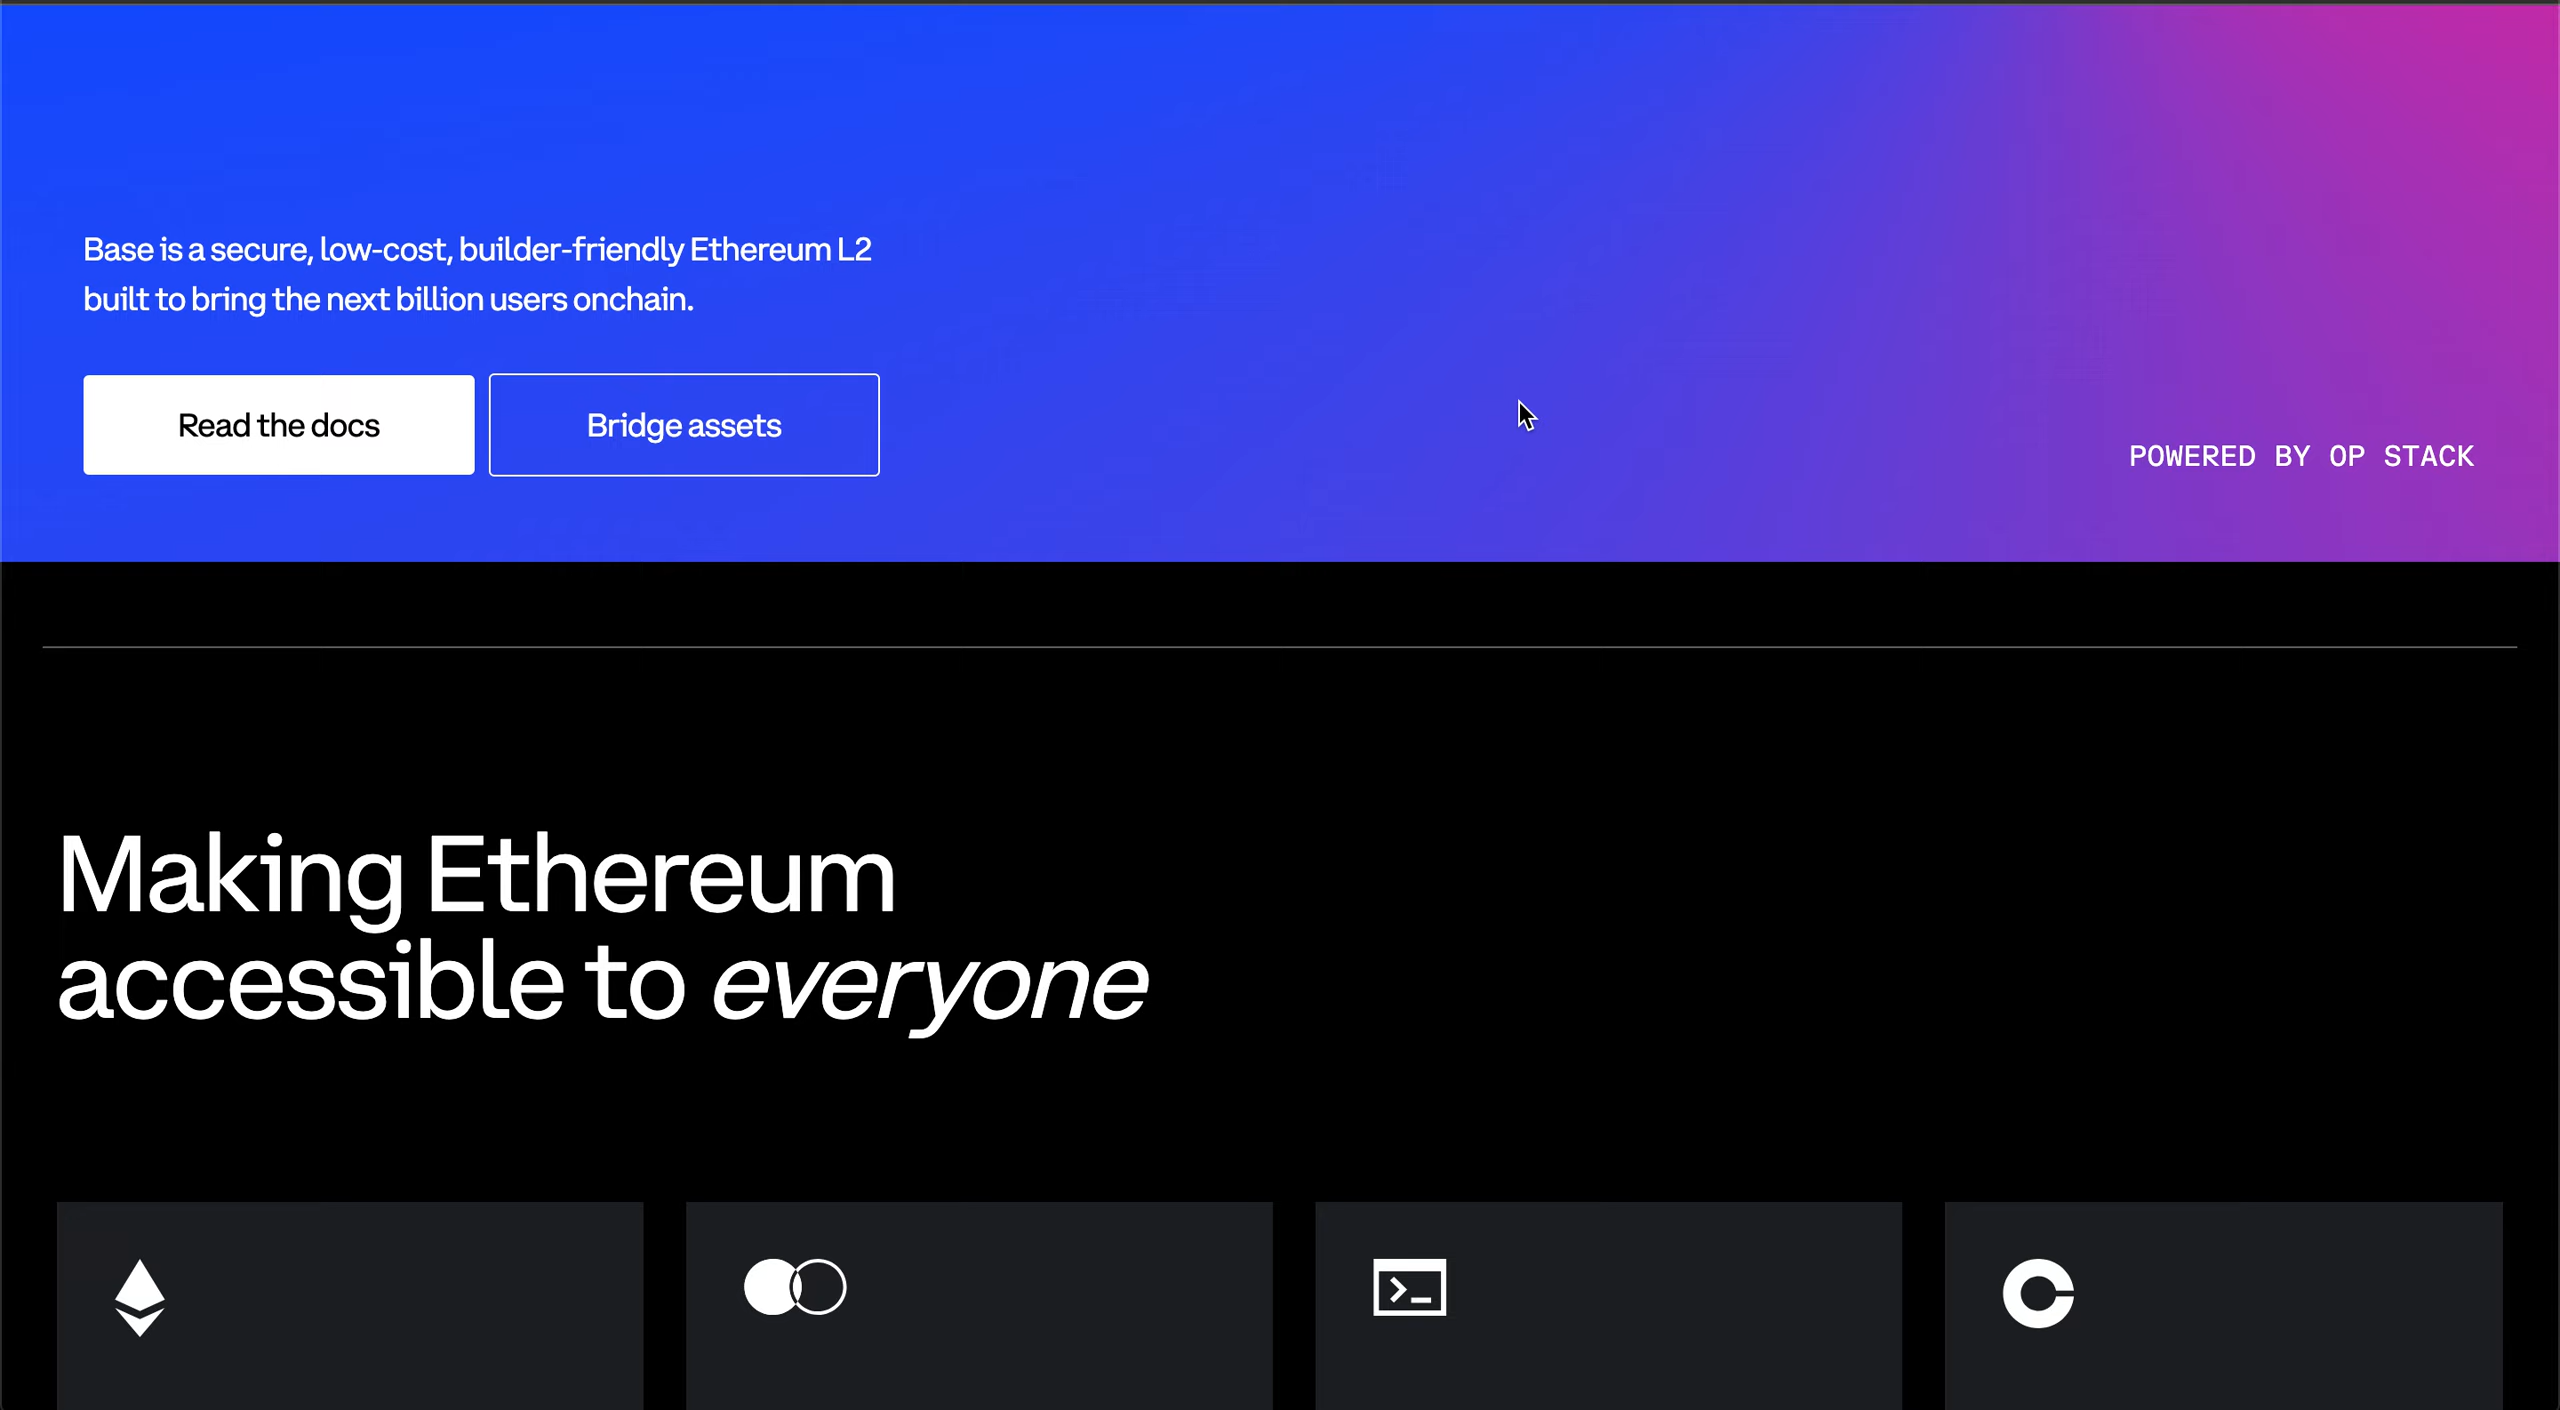 Base is a secure, low-cost, builder-friendly Ethereum L2
built to bring the next billion users onchain.
Read the docs
Bridge assets
POWERED BY OP STACK
Making Ethereum
accessible to everyone